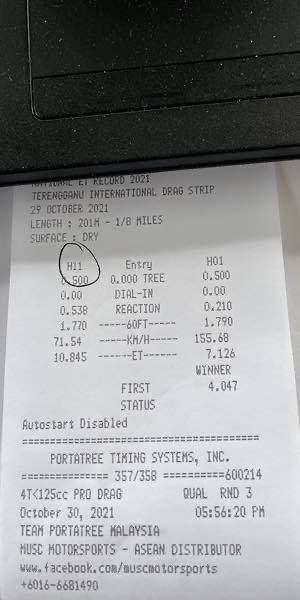 NATIONAL ET RECORD 2021
TERENGGANU INTERNATIONAL DRAG STRIP
29 OCTOBER 2021
LENGTH : 201M - 1/8 MILES
SURFACE : DRY
H11 Entry H01
0.500 0.000 TREE 0.500
0.00 DIAL-IN 0.00
0.538 REACTION 0.210
1.770 -----60FT----- 1.790
71.54 -----KM/H----- 155.68
10.845 ------ET------ 7.126
WINNER
FIRST 4.047
STATUS
Autostart Disabled
========================================
PORTATREE TIMING SYSTEMS, INC.
============== 357/358 ==========600214
4T<125cc PRO DRAG QUAL RND 3
October 30, 2021 05:56:20 PM
TEAM PORTATREE MALAYSIA
MUSC MOTORSPORTS - ASEAN DISTRIBUTOR
www.facebook.com/muscmotorsports
+6016-6681490